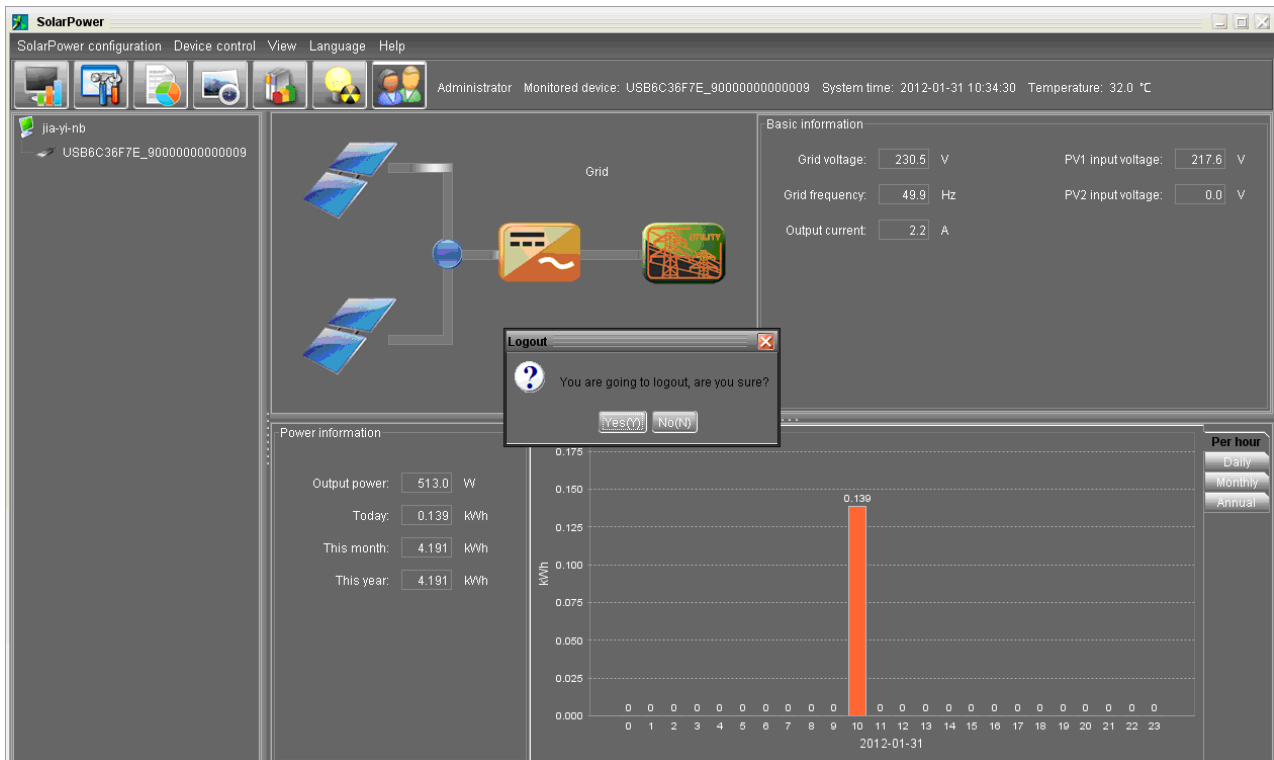 SolarPower
SolarPower configuration Device control View Language Help
Administrator Monitored device: USB6C36F7E_90000000000009 System time: 2012-01-31 10:34:30 Temperature: 32.0 ℃
jia-yi-nb
USB6C36F7E_90000000000009
Grid
UTILITY
Basic information
Grid voltage: 230.5 V PV1 input voltage: 217.6 V
Grid frequency: 49.9 Hz PV2 input voltage: 0.0 V
Output current: 2.2 A
Logout
?
You are going to logout, are you sure?
Yes(Y) No(N)
Power information
Output power: 513.0 W
Today: 0.139 kWh
This month: 4.191 kWh
This year: 4.191 kWh
Per hour
Daily
Monthly
Annual
kWh
0.175
0.150
0.125
0.100
0.075
0.050
0.025
0.000
0.139
0 0 0 0 0 0 0 0 0 0 0 0 0 0 0 0 0 0 0 0 0 0 0
0 1 2 3 4 5 6 7 8 9 10 11 12 13 14 15 16 17 18 19 20 21 22 23
2012-01-31